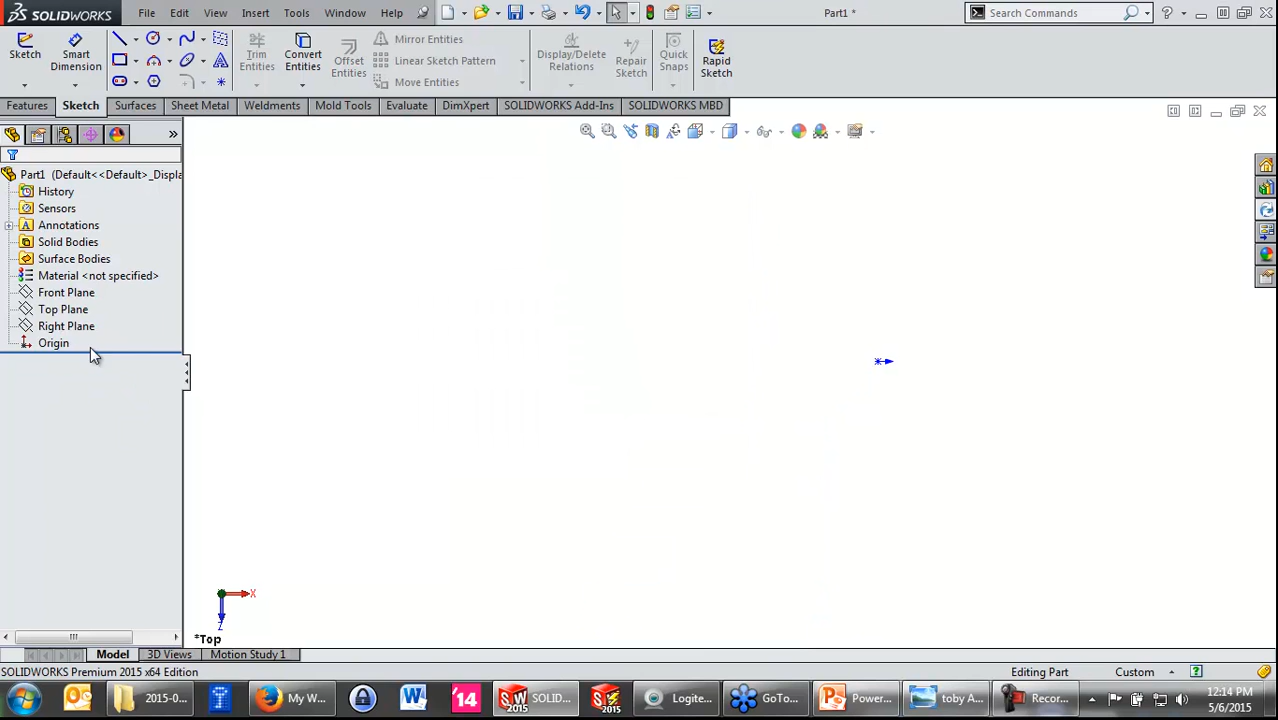 SOLIDWORKS File Edit View Insert Tools Window Help Part1 * Search Commands
Sketch Smart Dimension Trim Entities Convert Entities Offset Entities Mirror Entities Linear Sketch Pattern Move Entities Display/Delete Relations Repair Sketch Quick Snaps Rapid Sketch
Features Sketch Surfaces Sheet Metal Weldments Mold Tools Evaluate DimXpert SOLIDWORKS Add-Ins SOLIDWORKS MBD
Part1 (Default<<Default>_Displa
History
Sensors
Annotations
Solid Bodies
Surface Bodies
Material <not specified>
Front Plane
Top Plane
Right Plane
Origin
X
Z
*Top
Model 3D Views Motion Study 1
SOLIDWORKS Premium 2015 x64 Edition Editing Part Custom
2015-0... My W... '14 SOLID... Logite... GoTo... Power... toby A... Recor... 12:14 PM
5/6/2015